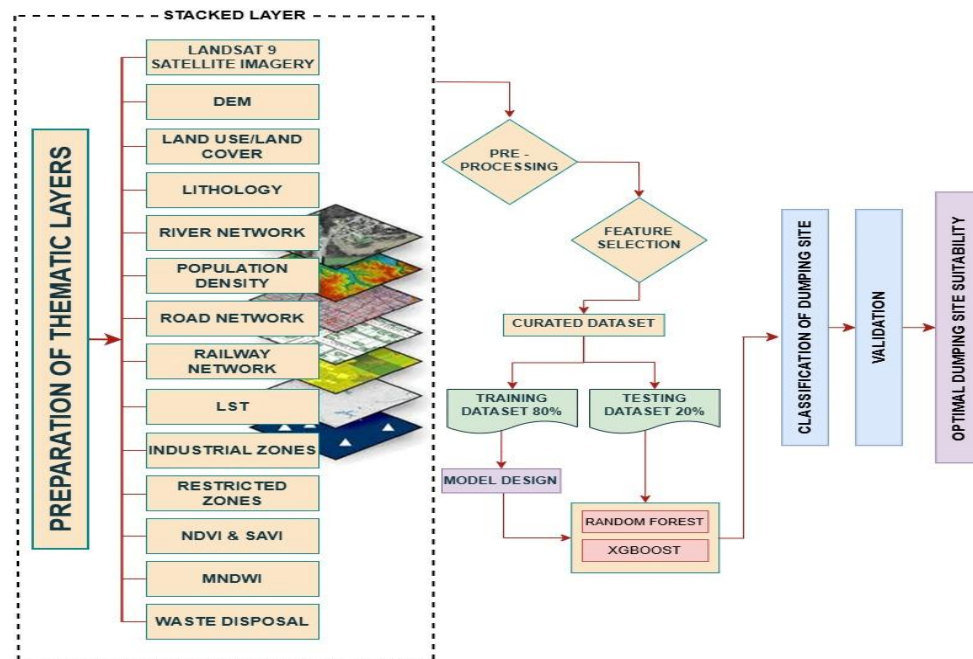 STACKED LAYER
PREPARATION OF THEMATIC LAYERS
LANDSAT 9
SATELLITE IMAGERY
DEM
LAND USE/LAND
COVER
LITHOLOGY
RIVER NETWORK
POPULATION
DENSITY
ROAD NETWORK
RAILWAY
NETWORK
LST
INDUSTRIAL ZONES
RESTRICTED
ZONES
NDVI & SAVI
MNDWI
WASTE DISPOSAL
PRE -
PROCESSING
FEATURE
SELECTION
CURATED DATASET
TRAINING
DATASET 80%
TESTING
DATASET 20%
MODEL DESIGN
RANDOM FOREST
XGBOOST
CLASSIFICATION OF DUMPING SITE
VALIDATION
OPTIMAL DUMPING SITE SUITABILITY